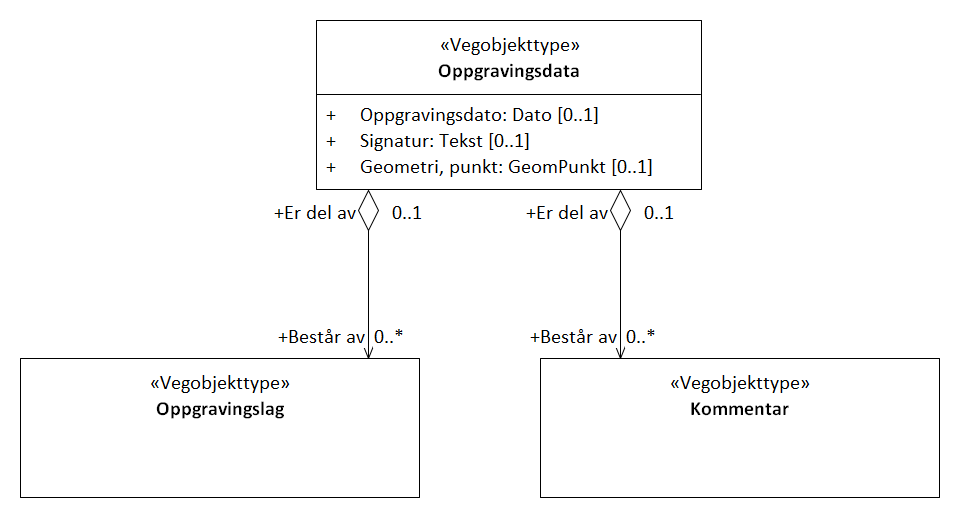 «Vegobjekttype»
Oppgravingsdata
+ Oppgravingsdato: Dato [0..1]
+ Signatur: Tekst [0..1]
+ Geometri, punkt: GeomPunkt [0..1]
+Er del av 0..1
+Er del av 0..1
+Består av 0..*
+Består av 0..*
«Vegobjekttype»
Oppgravingslag
«Vegobjekttype»
Kommentar